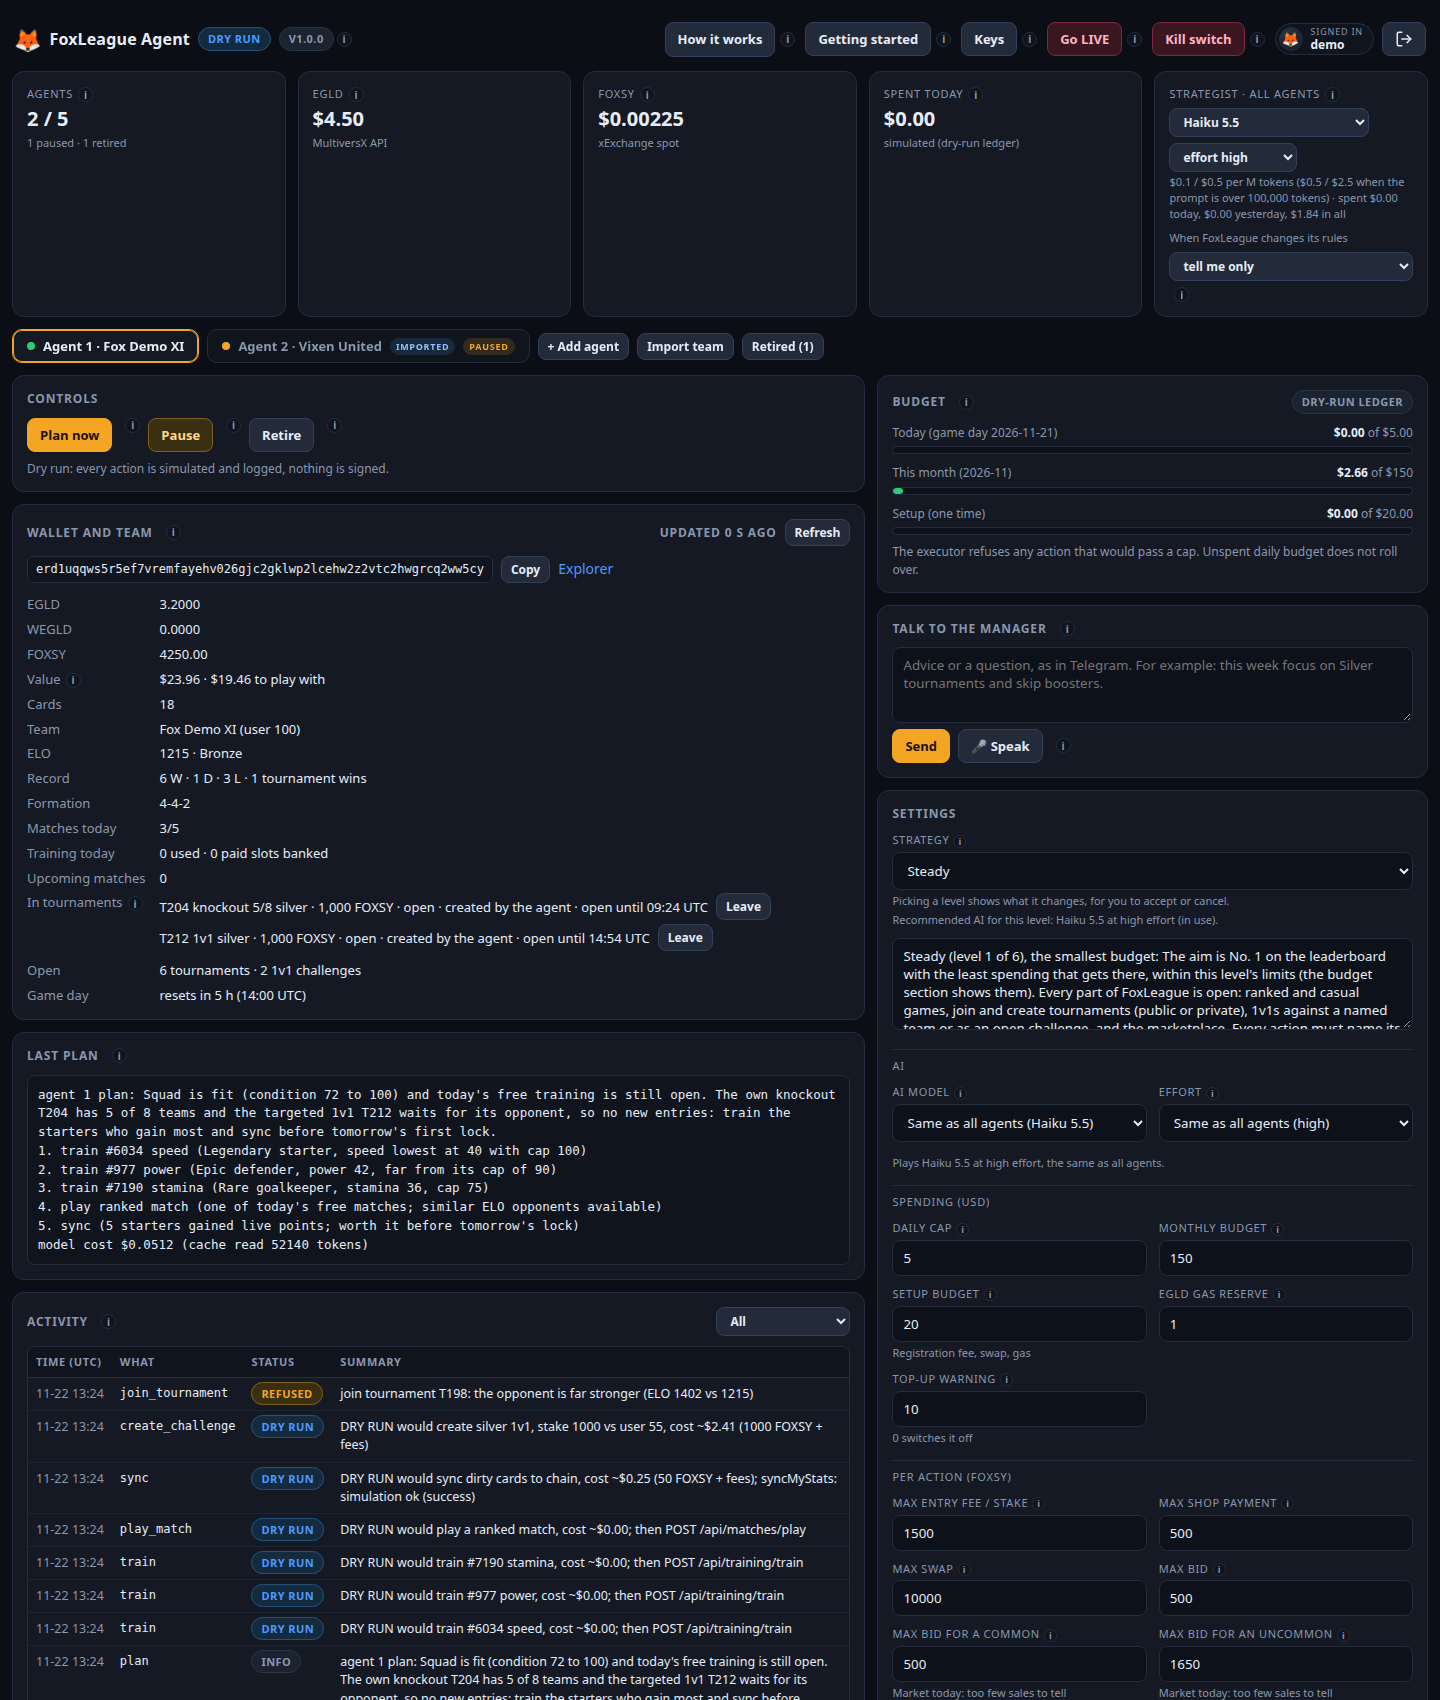 FoxLeague Agent DRY RUN V1.0.0 i
How it works i Getting started i Keys i Go LIVE i Kill switch i SIGNED IN demo
AGENTS i
2 / 5
1 paused · 1 retired
EGLD i
$4.50
MultiversX API
FOXSY i
$0.00225
xExchange spot
SPENT TODAY i
$0.00
simulated (dry-run ledger)
STRATEGIST · ALL AGENTS i
Haiku 5.5
effort high
$0.1 / $0.5 per M tokens ($0.5 / $2.5 when the
prompt is over 100,000 tokens) · spent $0.00
today, $0.00 yesterday, $1.84 in all
When FoxLeague changes its rules
tell me only
i
Agent 1 · Fox Demo XI Agent 2 · Vixen United IMPORTED PAUSED + Add agent Import team Retired (1)
CONTROLS
Plan now i Pause i Retire i
Dry run: every action is simulated and logged, nothing is signed.
WALLET AND TEAM i UPDATED 0 S AGO Refresh
erd1uqqws5r5ef7vremfayehv026gjc2gklwp2lcehw2z2vtc2hwgrcq2ww5cy Copy Explorer
EGLD 3.2000
WEGLD 0.0000
FOXSY 4250.00
Value i $23.96 · $19.46 to play with
Cards 18
Team Fox Demo XI (user 100)
ELO 1215 · Bronze
Record 6 W · 1 D · 3 L · 1 tournament wins
Formation 4-4-2
Matches today 3/5
Training today 0 used · 0 paid slots banked
Upcoming matches 0
In tournaments i T204 knockout 5/8 silver · 1,000 FOXSY · open · created by the agent · open until 09:24 UTC Leave
T212 1v1 silver · 1,000 FOXSY · open · created by the agent · open until 14:54 UTC Leave
Open 6 tournaments · 2 1v1 challenges
Game day resets in 5 h (14:00 UTC)
LAST PLAN i
agent 1 plan: Squad is fit (condition 72 to 100) and today's free training is still open. The own knockout
T204 has 5 of 8 teams and the targeted 1v1 T212 waits for its opponent, so no new entries: train the
starters who gain most and sync before tomorrow's first lock.
1. train #6034 speed (Legendary starter, speed lowest at 40 with cap 100)
2. train #977 power (Epic defender, power 42, far from its cap of 90)
3. train #7190 stamina (Rare goalkeeper, stamina 36, cap 75)
4. play ranked match (one of today's free matches; similar ELO opponents available)
5. sync (5 starters gained live points; worth it before tomorrow's lock)
model cost $0.0512 (cache read 52140 tokens)
ACTIVITY i All
TIME (UTC) WHAT STATUS SUMMARY
11-22 13:24 join_tournament REFUSED join tournament T198: the opponent is far stronger (ELO 1402 vs 1215)
11-22 13:24 create_challenge DRY RUN DRY RUN would create silver 1v1, stake 1000 vs user 55, cost ~$2.41 (1000 FOXSY +
fees)
11-22 13:24 sync DRY RUN DRY RUN would sync dirty cards to chain, cost ~$0.25 (50 FOXSY + fees); syncMyStats:
simulation ok (success)
11-22 13:24 play_match DRY RUN DRY RUN would play a ranked match, cost ~$0.00; then POST /api/matches/play
11-22 13:24 train DRY RUN DRY RUN would train #7190 stamina, cost ~$0.00; then POST /api/training/train
11-22 13:24 train DRY RUN DRY RUN would train #977 power, cost ~$0.00; then POST /api/training/train
11-22 13:24 train DRY RUN DRY RUN would train #6034 speed, cost ~$0.00; then POST /api/training/train
11-22 13:24 plan INFO agent 1 plan: Squad is fit (condition 72 to 100) and today's free training is still open.
The own knockout T204 has 5 of 8 teams and the targeted 1v1 T212 waits for its
opponent, so no new entries: train the starters who gain most and sync before
BUDGET i DRY-RUN LEDGER
Today (game day 2026-11-21) $0.00 of $5.00
This month (2026-11) $2.66 of $150
Setup (one time) $0.00 of $20.00
The executor refuses any action that would pass a cap. Unspent daily budget does not roll
over.
TALK TO THE MANAGER i
Advice or a question, as in Telegram. For example: this week focus on Silver
tournaments and skip boosters.
Send Speak i
SETTINGS
STRATEGY i
Steady
Picking a level shows what it changes, for you to accept or cancel.
Recommended AI for this level: Haiku 5.5 at high effort (in use).
Steady (level 1 of 6), the smallest budget: The aim is No. 1 on the leaderboard
with the least spending that gets there, within this level's limits (the budget
section shows them). Every part of FoxLeague is open: ranked and casual
games, join and create tournaments (public or private), 1v1s against a named
team or as an open challenge, and the marketplace. Every action must name its
AI
AI MODEL i EFFORT i
Same as all agents (Haiku 5.5) Same as all agents (high)
Plays Haiku 5.5 at high effort, the same as all agents.
SPENDING (USD)
DAILY CAP i MONTHLY BUDGET i
5 150
SETUP BUDGET i EGLD GAS RESERVE i
20 1
Registration fee, swap, gas
TOP-UP WARNING i
10
0 switches it off
PER ACTION (FOXSY)
MAX ENTRY FEE / STAKE i MAX SHOP PAYMENT i
1500 500
MAX SWAP i MAX BID i
10000 500
MAX BID FOR A COMMON i MAX BID FOR AN UNCOMMON i
500 1650
Market today: too few sales to tell Market today: too few sales to tell